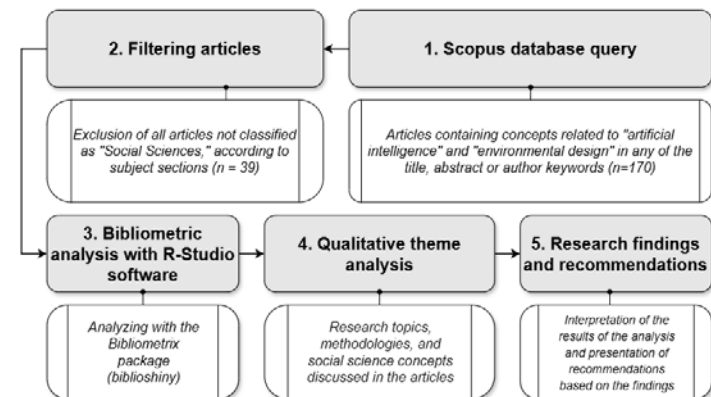 2. Filtering articles
1. Scopus database query
Exclusion of all articles not classified
as "Social Sciences," according to
subject sections (n = 39)
Articles containing concepts related to "artificial
intelligence" and "environmental design" in any of the
title, abstract or author keywords (n=170)
3. Bibliometric
analysis with R-Studio
software
4. Qualitative theme
analysis
5. Research findings
and recommendations
Analyzing with the
Bibliometrix
package
(biblioshiny)
Research topics,
methodologies, and
social science concepts
discussed in the articles
Interpretation of the
results of the analysis
and presentation of
recommendations
based on the findings